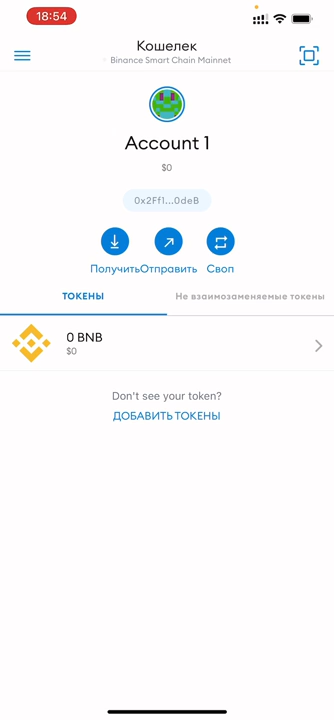 18:54
Кошелек
Binance Smart Chain Mainnet
Account 1
$0
0x2Ff1...0deB
Получить Отправить Своп
ТОКЕНЫ Не взаимозаменяемые токены
0 BNB
$0
Don't see your token?
ДОБАВИТЬ ТОКЕНЫ